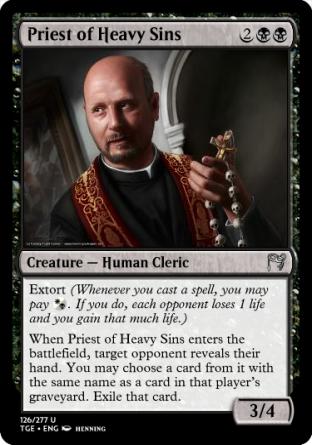 Priest of Heavy Sins 2
Creature — Human Cleric
Extort (Whenever you cast a spell, you may
pay . If you do, each opponent loses 1 life
and you gain that much life.)
When Priest of Heavy Sins enters the
battlefield, target opponent reveals their
hand. You may choose a card from it with
the same name as a card in that player's
graveyard. Exile that card.
3/4
126/277 U
TGE • ENG HENNING